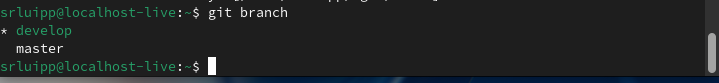 srluipp@localhost-live:~$ git branch
* develop
  master
srluipp@localhost-live:~$